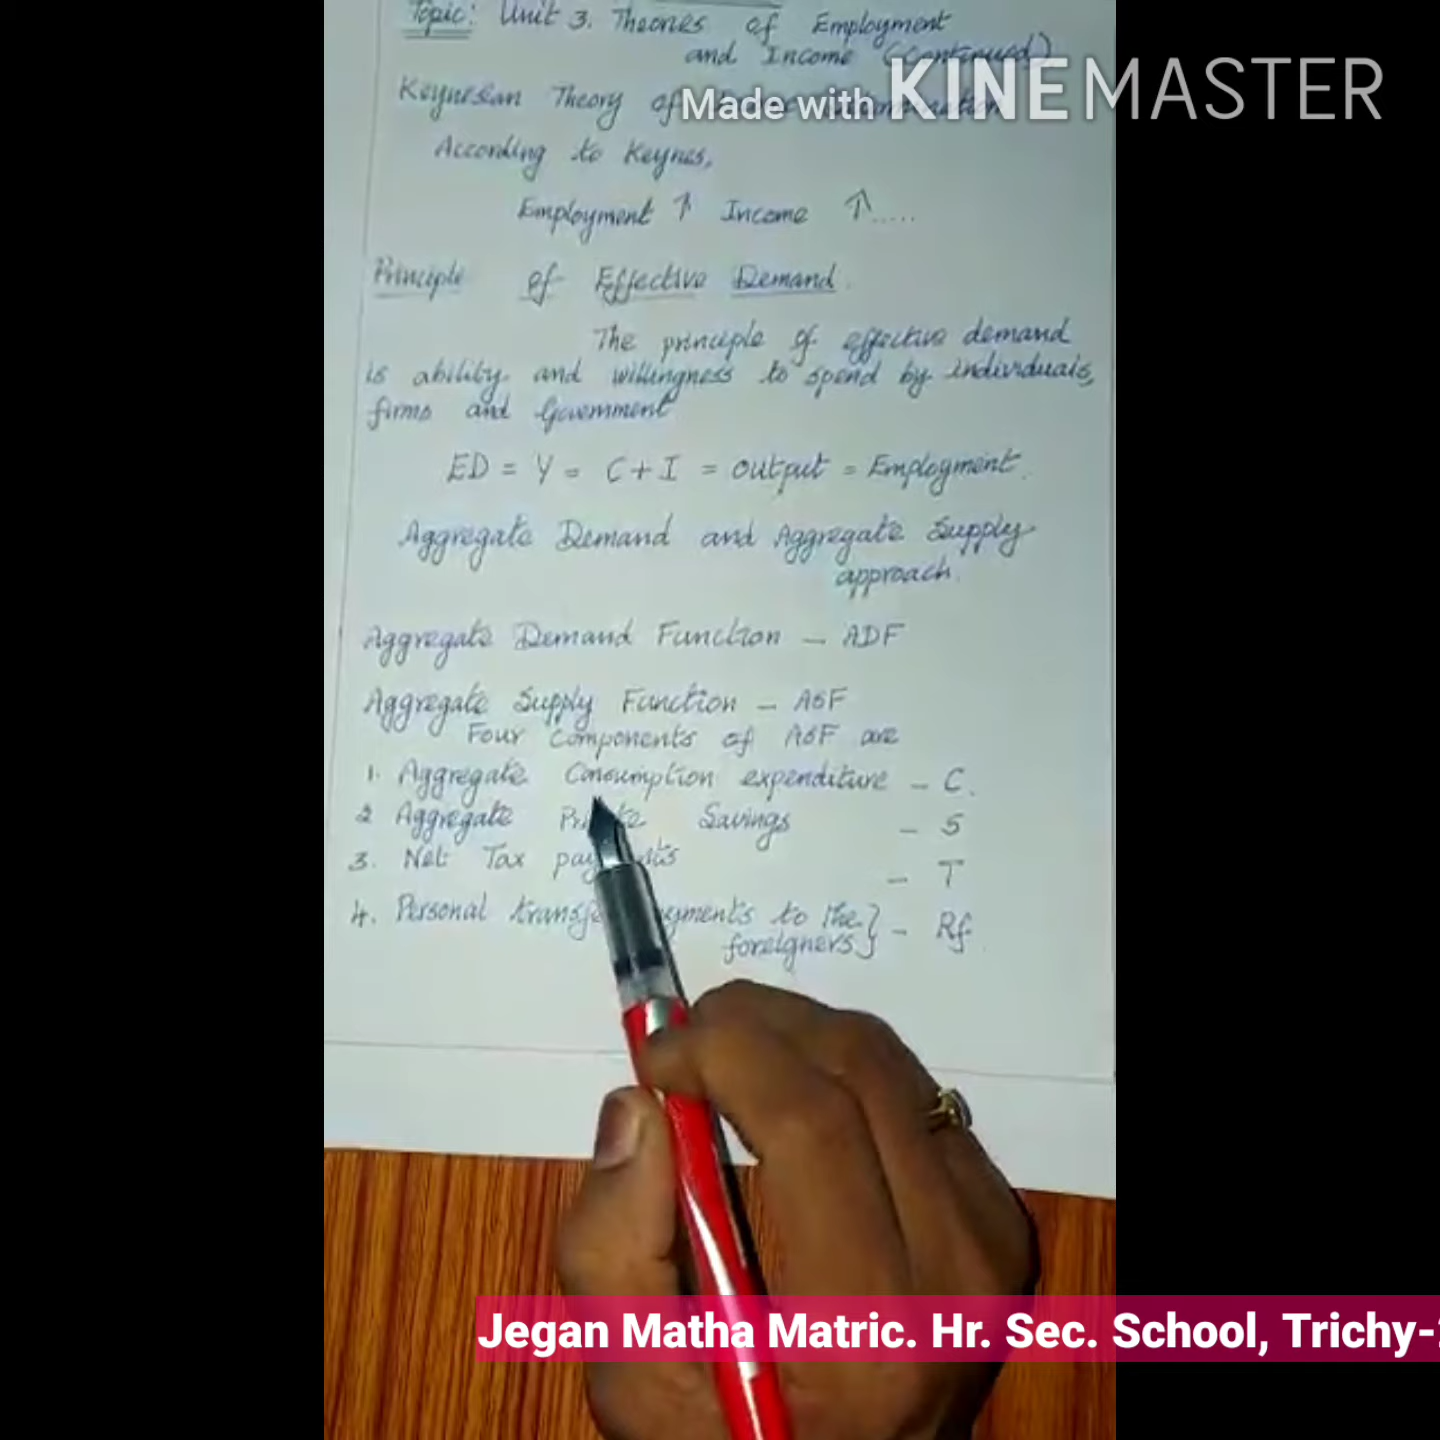 Topic: Unit 3. Theories of Employment
and Income (Continued)
Keynesian Theory of
Made with KINEMASTER
According to Keynes,
Employment ↑ Income ↑.....
Principle of Effective Demand.
The principle of effective demand
is ability and willingness to spend by individuals,
firms and Government
ED = Y = C + I = output = Employment.
Aggregate Demand and Aggregate Supply
approach.
Aggregate Demand Function - ADF
Aggregate Supply Function - ASF
Four Components of ASF are
1. Aggregate Consumption expenditure - C.
2 Aggregate Savings - S
3. Net Tax - T
4. Personal to the } - Rf
foreigners
Jegan Matha Matric. Hr. Sec. School, Trichy-